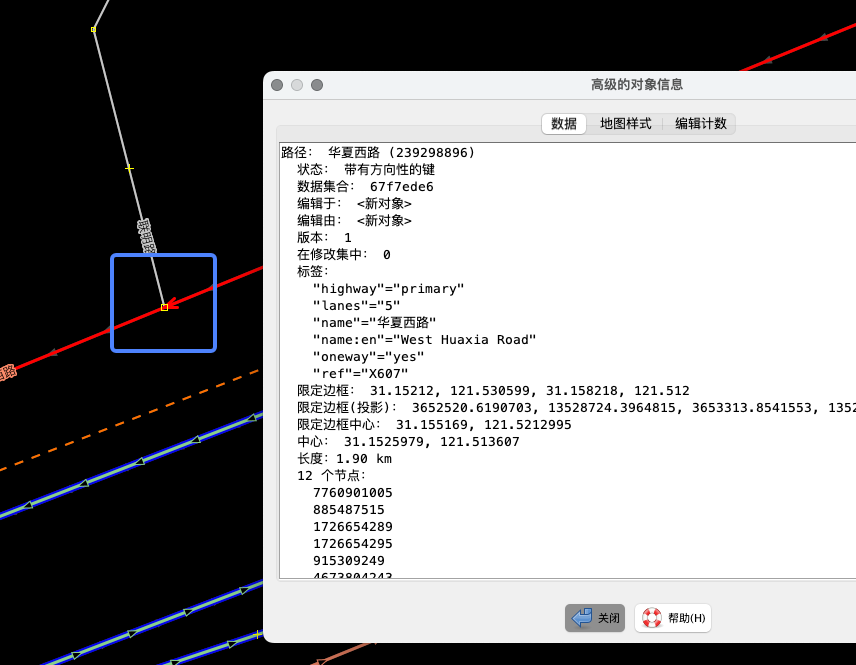 高级的对象信息
数据
地图样式
编辑计数
路径: 华夏西路 (239298896)
状态: 带有方向性的键
数据集合: 67f7ede6
编辑于: <新对象>
编辑由: <新对象>
版本: 1
在修改集中: 0
标签:
"highway"="primary"
"lanes"="5"
"name"="华夏西路"
"name:en"="West Huaxia Road"
"oneway"="yes"
"ref"="X607"
限定边框: 31.15212, 121.530599, 31.158218, 121.512
限定边框(投影): 3652520.6190703, 13528724.3964815, 3653313.8541553, 1352
限定边框中心: 31.155169, 121.5212995
中心: 31.1525979, 121.513607
长度: 1.90 km
12 个节点:
7760901005
885487515
1726654289
1726654295
915309249
4673804243
关闭
帮助(H)